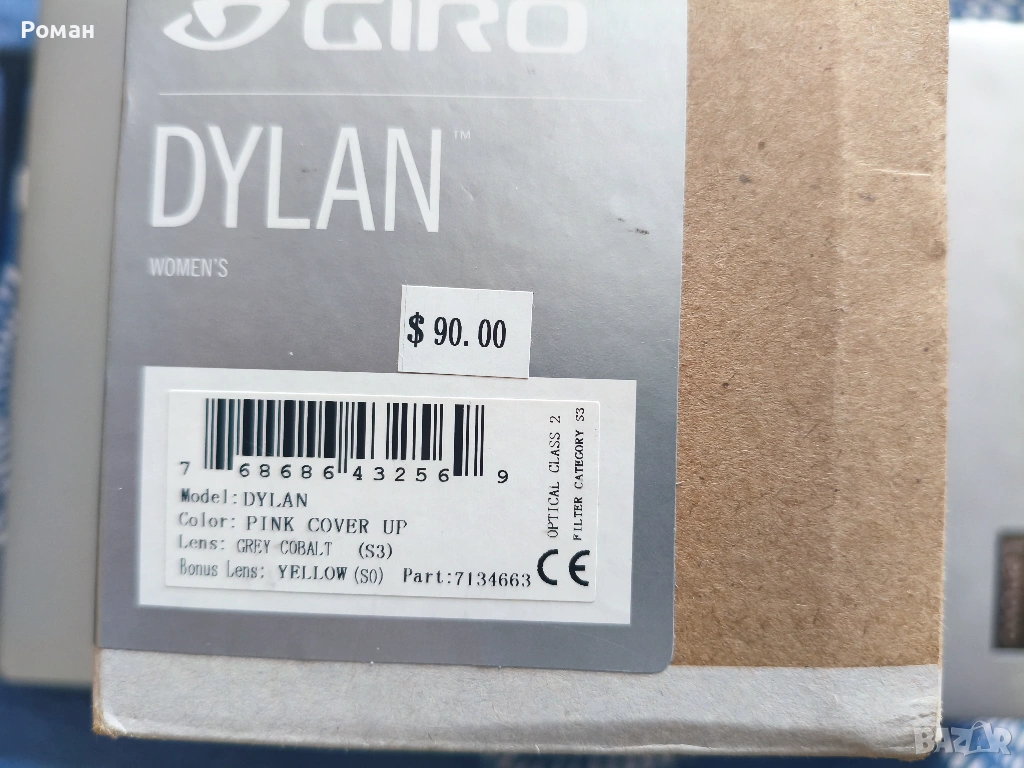 Роман
GIRO
DYLAN™
WOMEN'S
$ 90.00
7 68686 43256 9
Model: DYLAN
Color: PINK COVER UP
Lens: GREY COBALT (S3)
Bonus Lens: YELLOW (S0) Part:7134663
CE
OPTICAL CLASS 2
FILTER CATEGORY S3
BAZAR